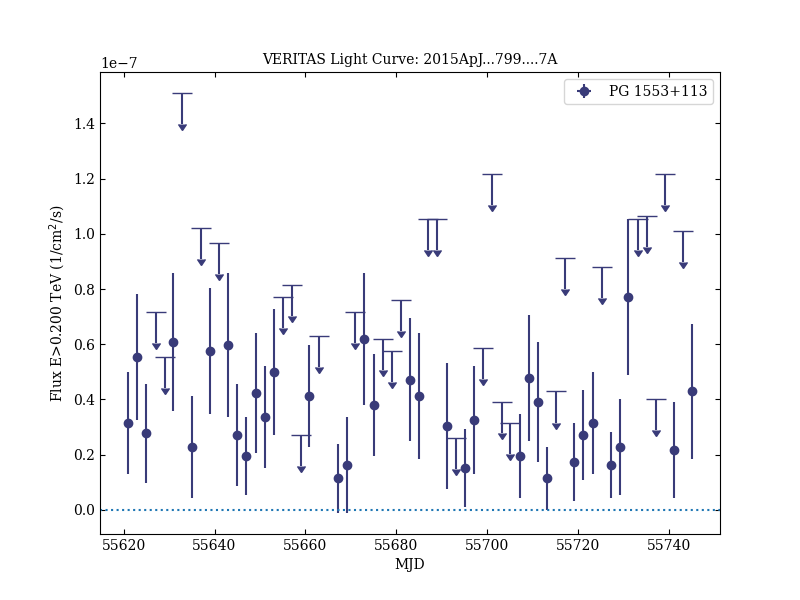 VERITAS Light Curve: 2015ApJ...799....7A
1e−7
PG 1553+113
1.4
1.2
1.0
0.8
0.6
0.4
0.2
0.0
Flux E>0.200 TeV (1/cm²/s)
55620 55640 55660 55680 55700 55720 55740
MJD